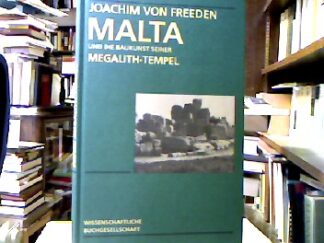 JOACHIM VON FREEDEN
MALTA
UND DIE BAUKUNST SEINER
MEGALITH-TEMPEL
WISSENSCHAFTLICHE
BUCHGESELLSCHAFT